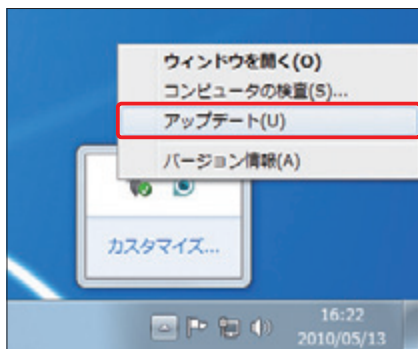 ウィンドウを開く(O)
コンピュータの検査(S)...
アップデート(U)
バージョン情報(A)
カスタマイズ...
16:22
2010/05/13